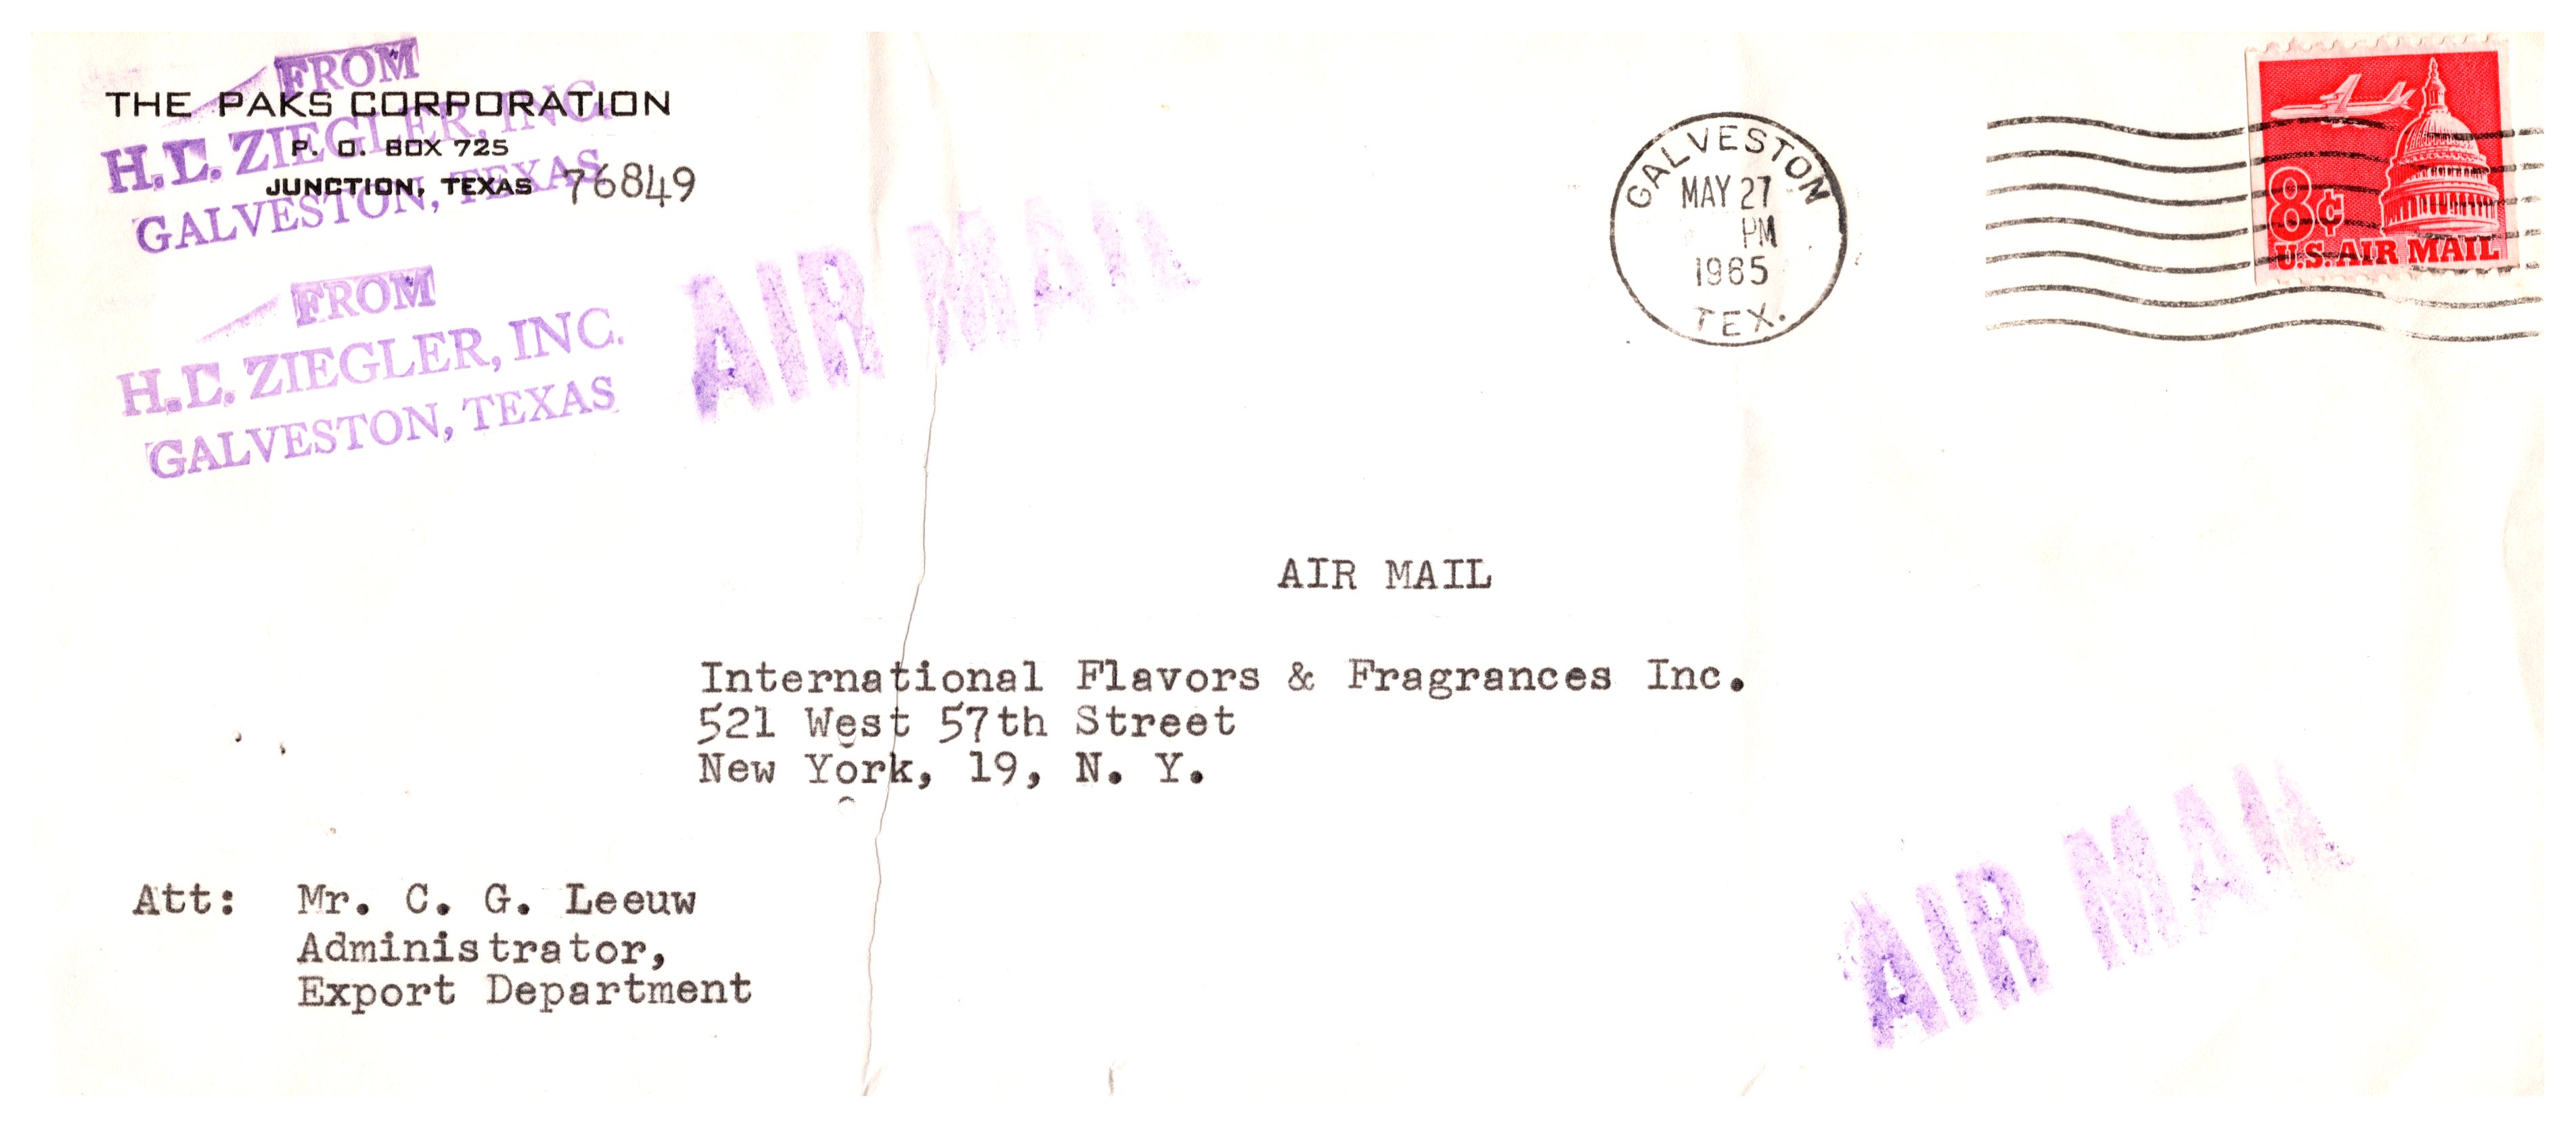 FROM
THE PAKS CORPORATION
H.L. ZIEGLER, INC.
P. O. BOX 725
JUNCTION, TEXAS 76849
GALVESTON, TEXAS
FROM
H.L. ZIEGLER, INC.
GALVESTON, TEXAS
AIR MAIL
GALVESTON
MAY 27
PM
1965
TEX.
8¢
U.S. AIR MAIL
AIR MAIL
International Flavors & Fragrances Inc.
521 West 57th Street
New York, 19, N. Y.
Att: Mr. C. G. Leeuw
Administrator,
Export Department
AIR MAIL